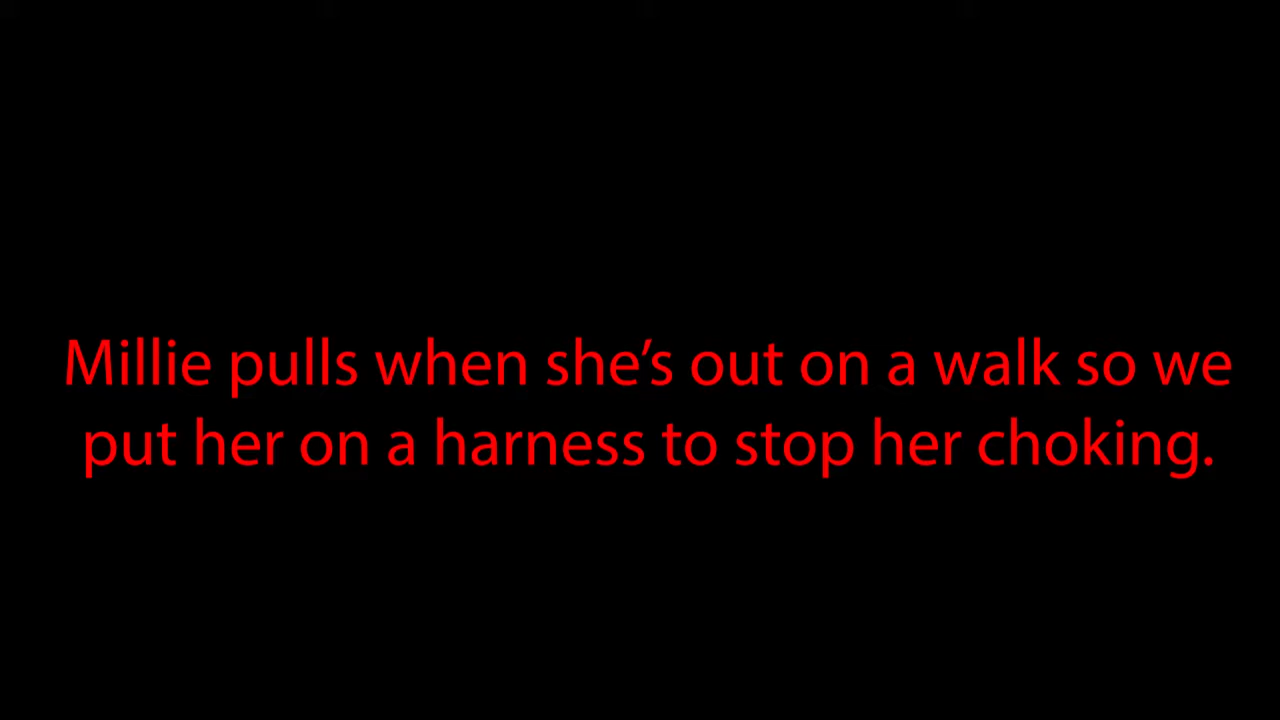 Millie pulls when she’s out on a walk so we
put her on a harness to stop her choking.